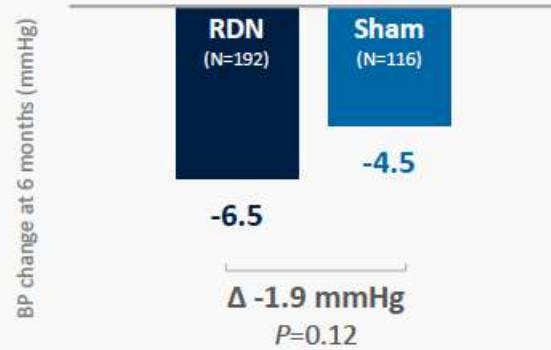 BP change at 6 months (mmHg)
RDN
(N=192)
Sham
(N=116)
-4.5
-6.5
Δ -1.9 mmHg
P=0.12